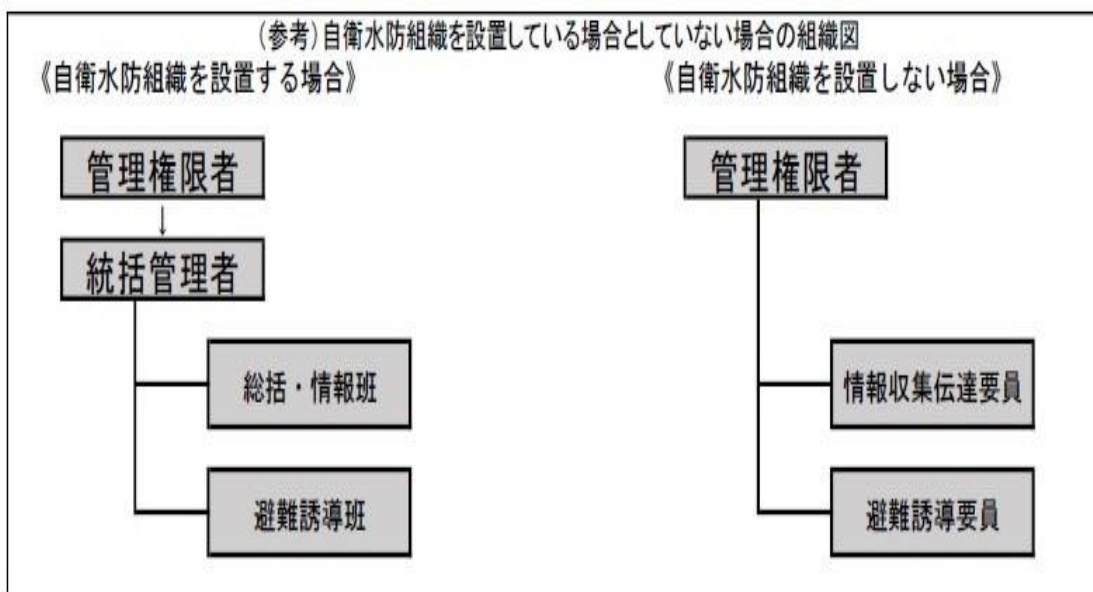 (参考)自衛水防組織を設置している場合としていない場合の組織図
《自衛水防組織を設置する場合》
管理権限者
↓
統括管理者
総括・情報班
避難誘導班
《自衛水防組織を設置しない場合》
管理権限者
情報収集伝達要員
避難誘導要員